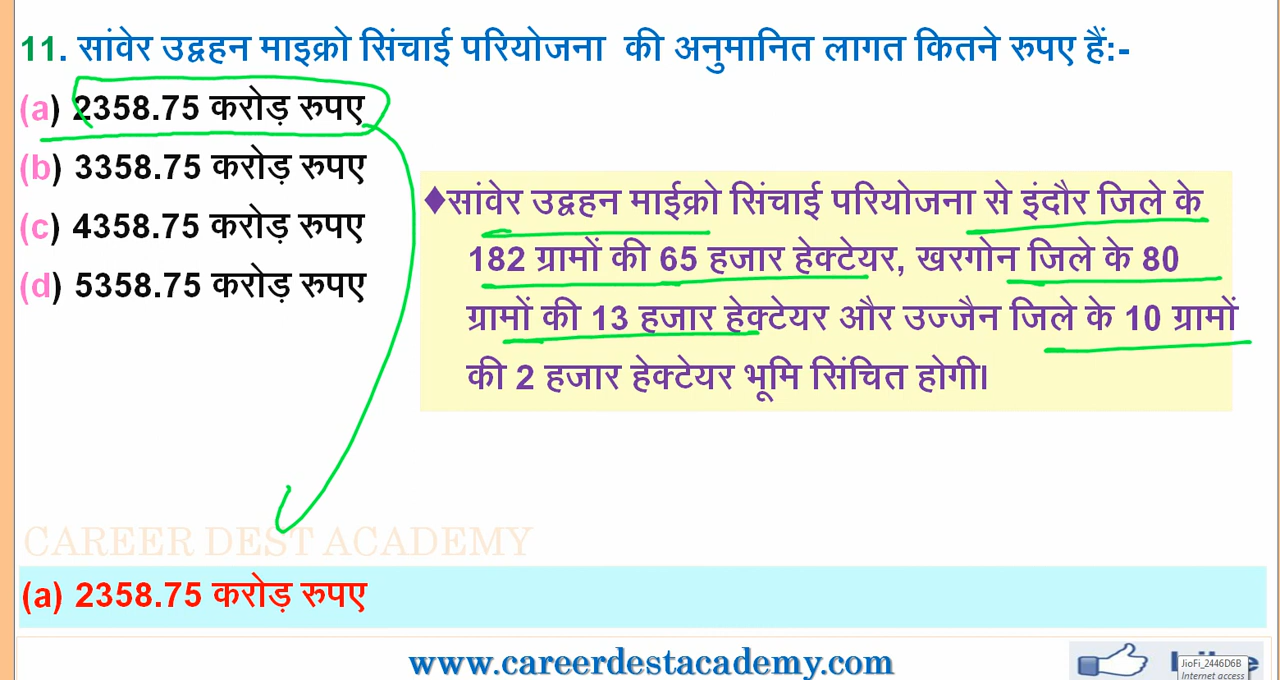 11. सांवेर उद्वहन माइक्रो सिंचाई परियोजना की अनुमानित लागत कितने रुपए हैं:-
(a) 2358.75 करोड़ रुपए
(b) 3358.75 करोड़ रुपए
(c) 4358.75 करोड़ रुपए
(d) 5358.75 करोड़ रुपए
♦सांवेर उद्वहन माईक्रो सिंचाई परियोजना से इंदौर जिले के
182 ग्रामों की 65 हजार हेक्टेयर, खरगोन जिले के 80
ग्रामों की 13 हजार हेक्टेयर और उज्जैन जिले के 10 ग्रामों
की 2 हजार हेक्टेयर भूमि सिंचित होगी।
CAREER DEST ACADEMY
(a) 2358.75 करोड़ रुपए
www.careerdestacademy.com
JioFi_2446D6B
Internet access